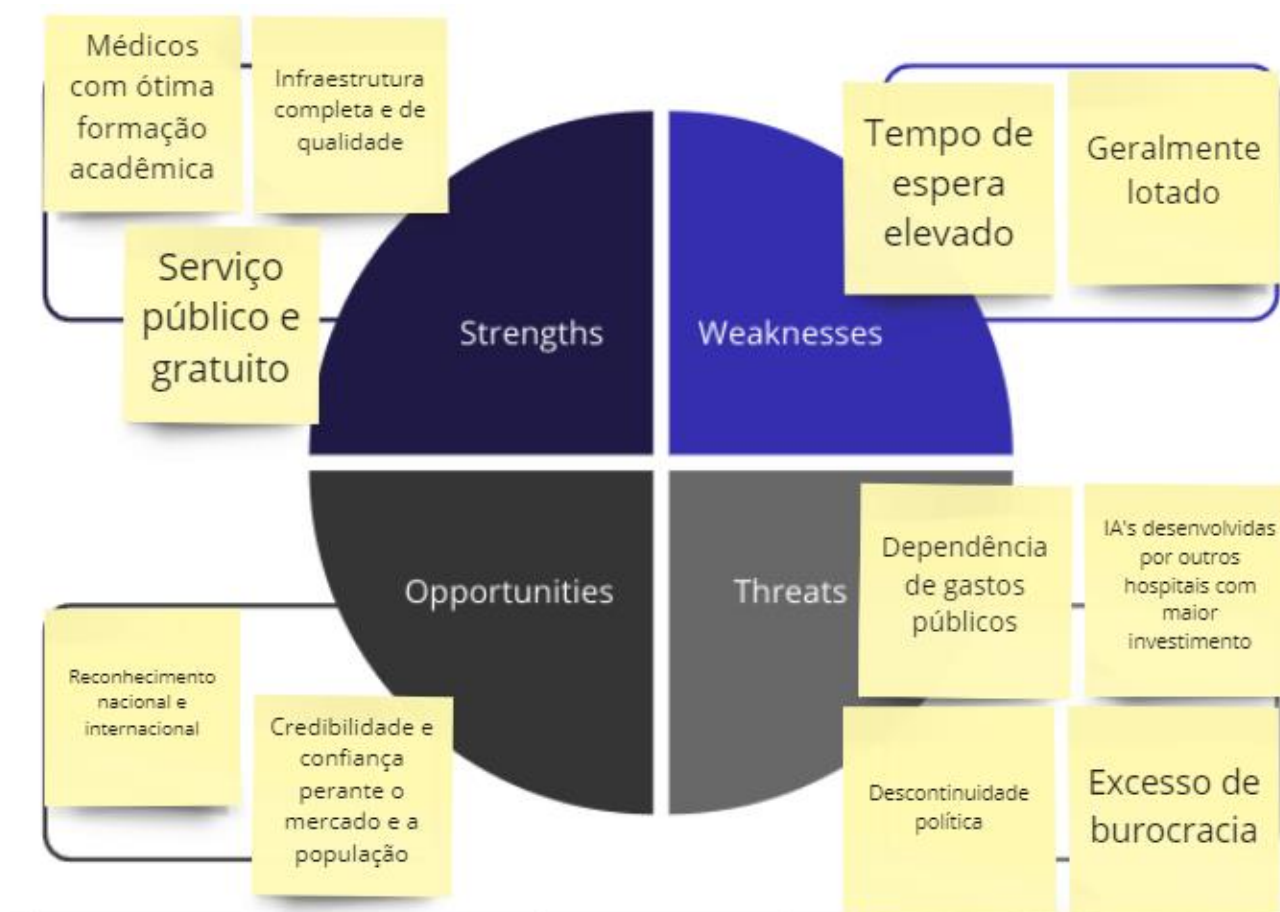 Médicos
com ótima
formação
acadêmica
Infraestrutura
completa e de
qualidade
Serviço
público e
gratuito
Strengths
Tempo de
espera
elevado
Geralmente
lotado
Weaknesses
Opportunities
Reconhecimento
nacional e
internacional
Credibilidade e
confiança
perante o
mercado e a
população
Threats
Dependência
de gastos
públicos
IA's desenvolvidas
por outros
hospitais com
maior
investimento
Descontinuidade
política
Excesso de
burocracia